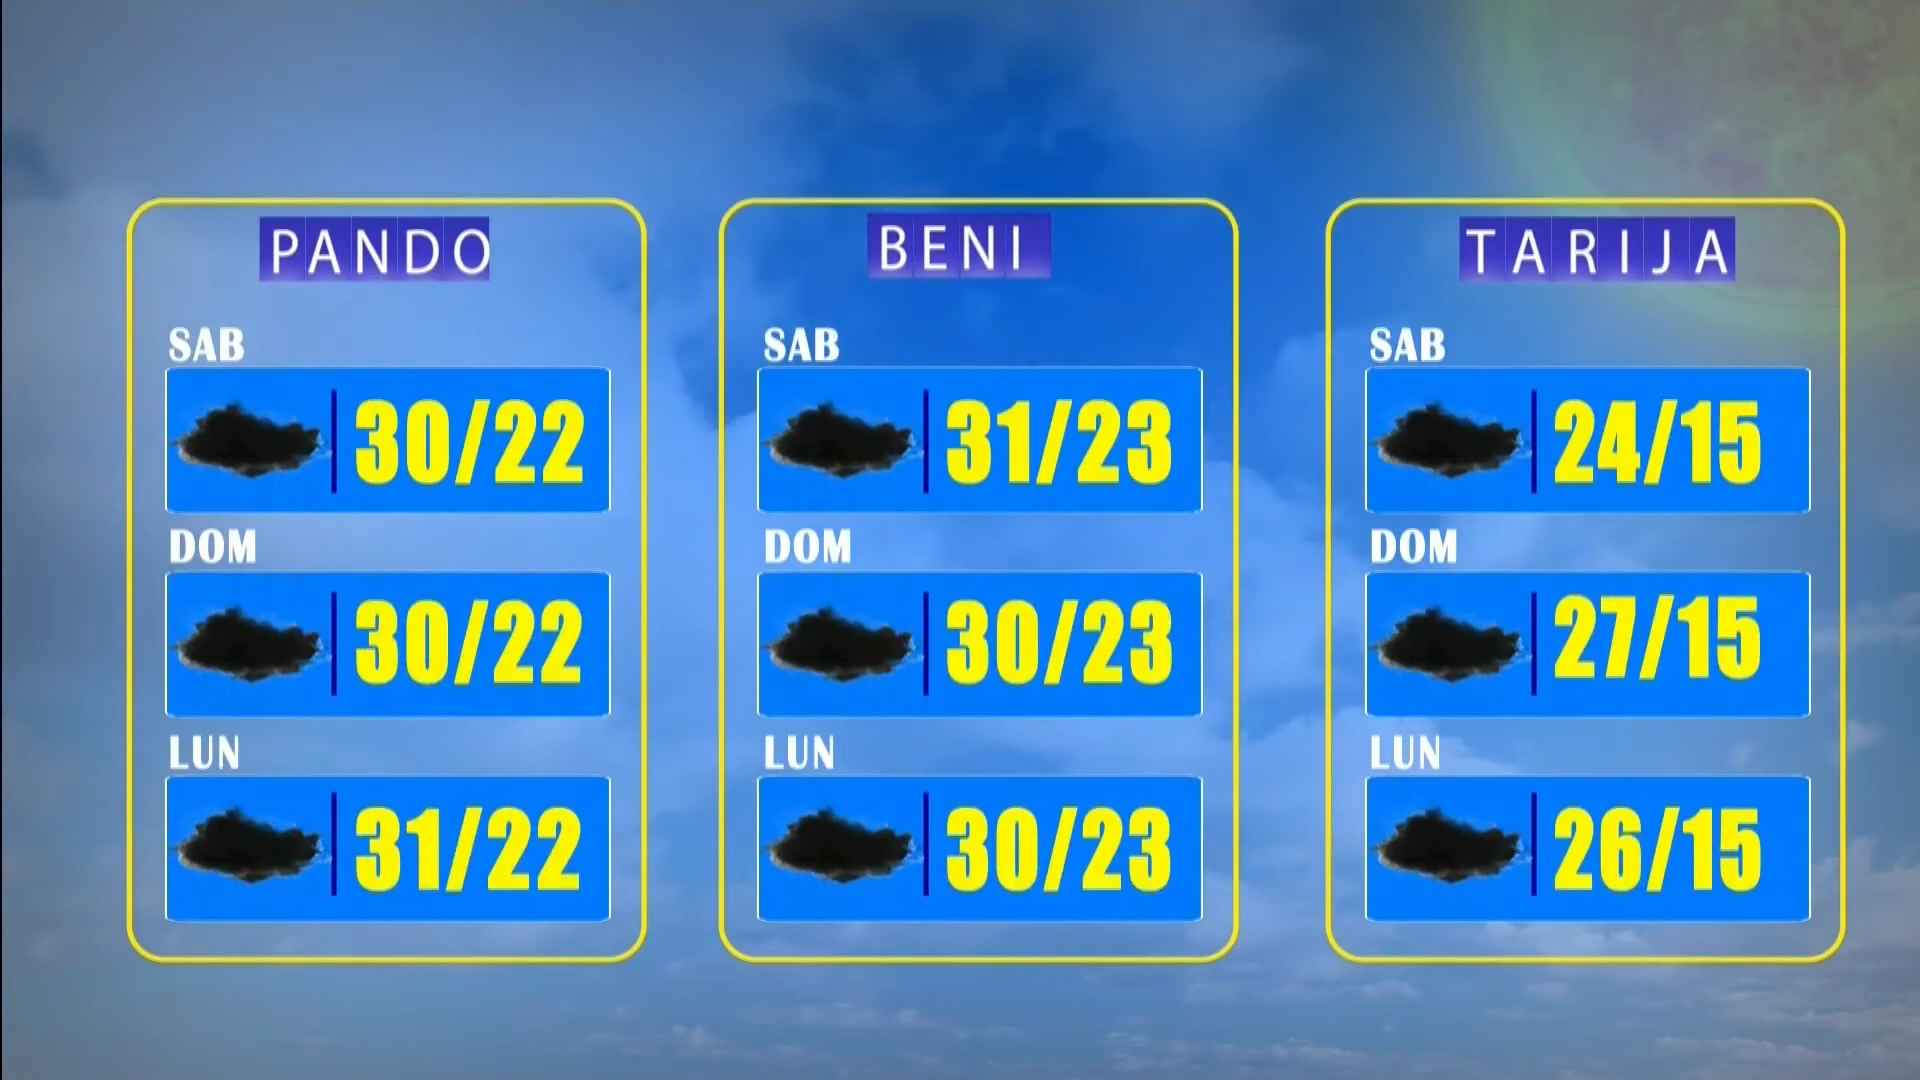 PANDO
SAB
30/22
DOM
30/22
LUN
31/22
BENI
SAB
31/23
DOM
30/23
LUN
30/23
TARIJA
SAB
24/15
DOM
27/15
LUN
26/15